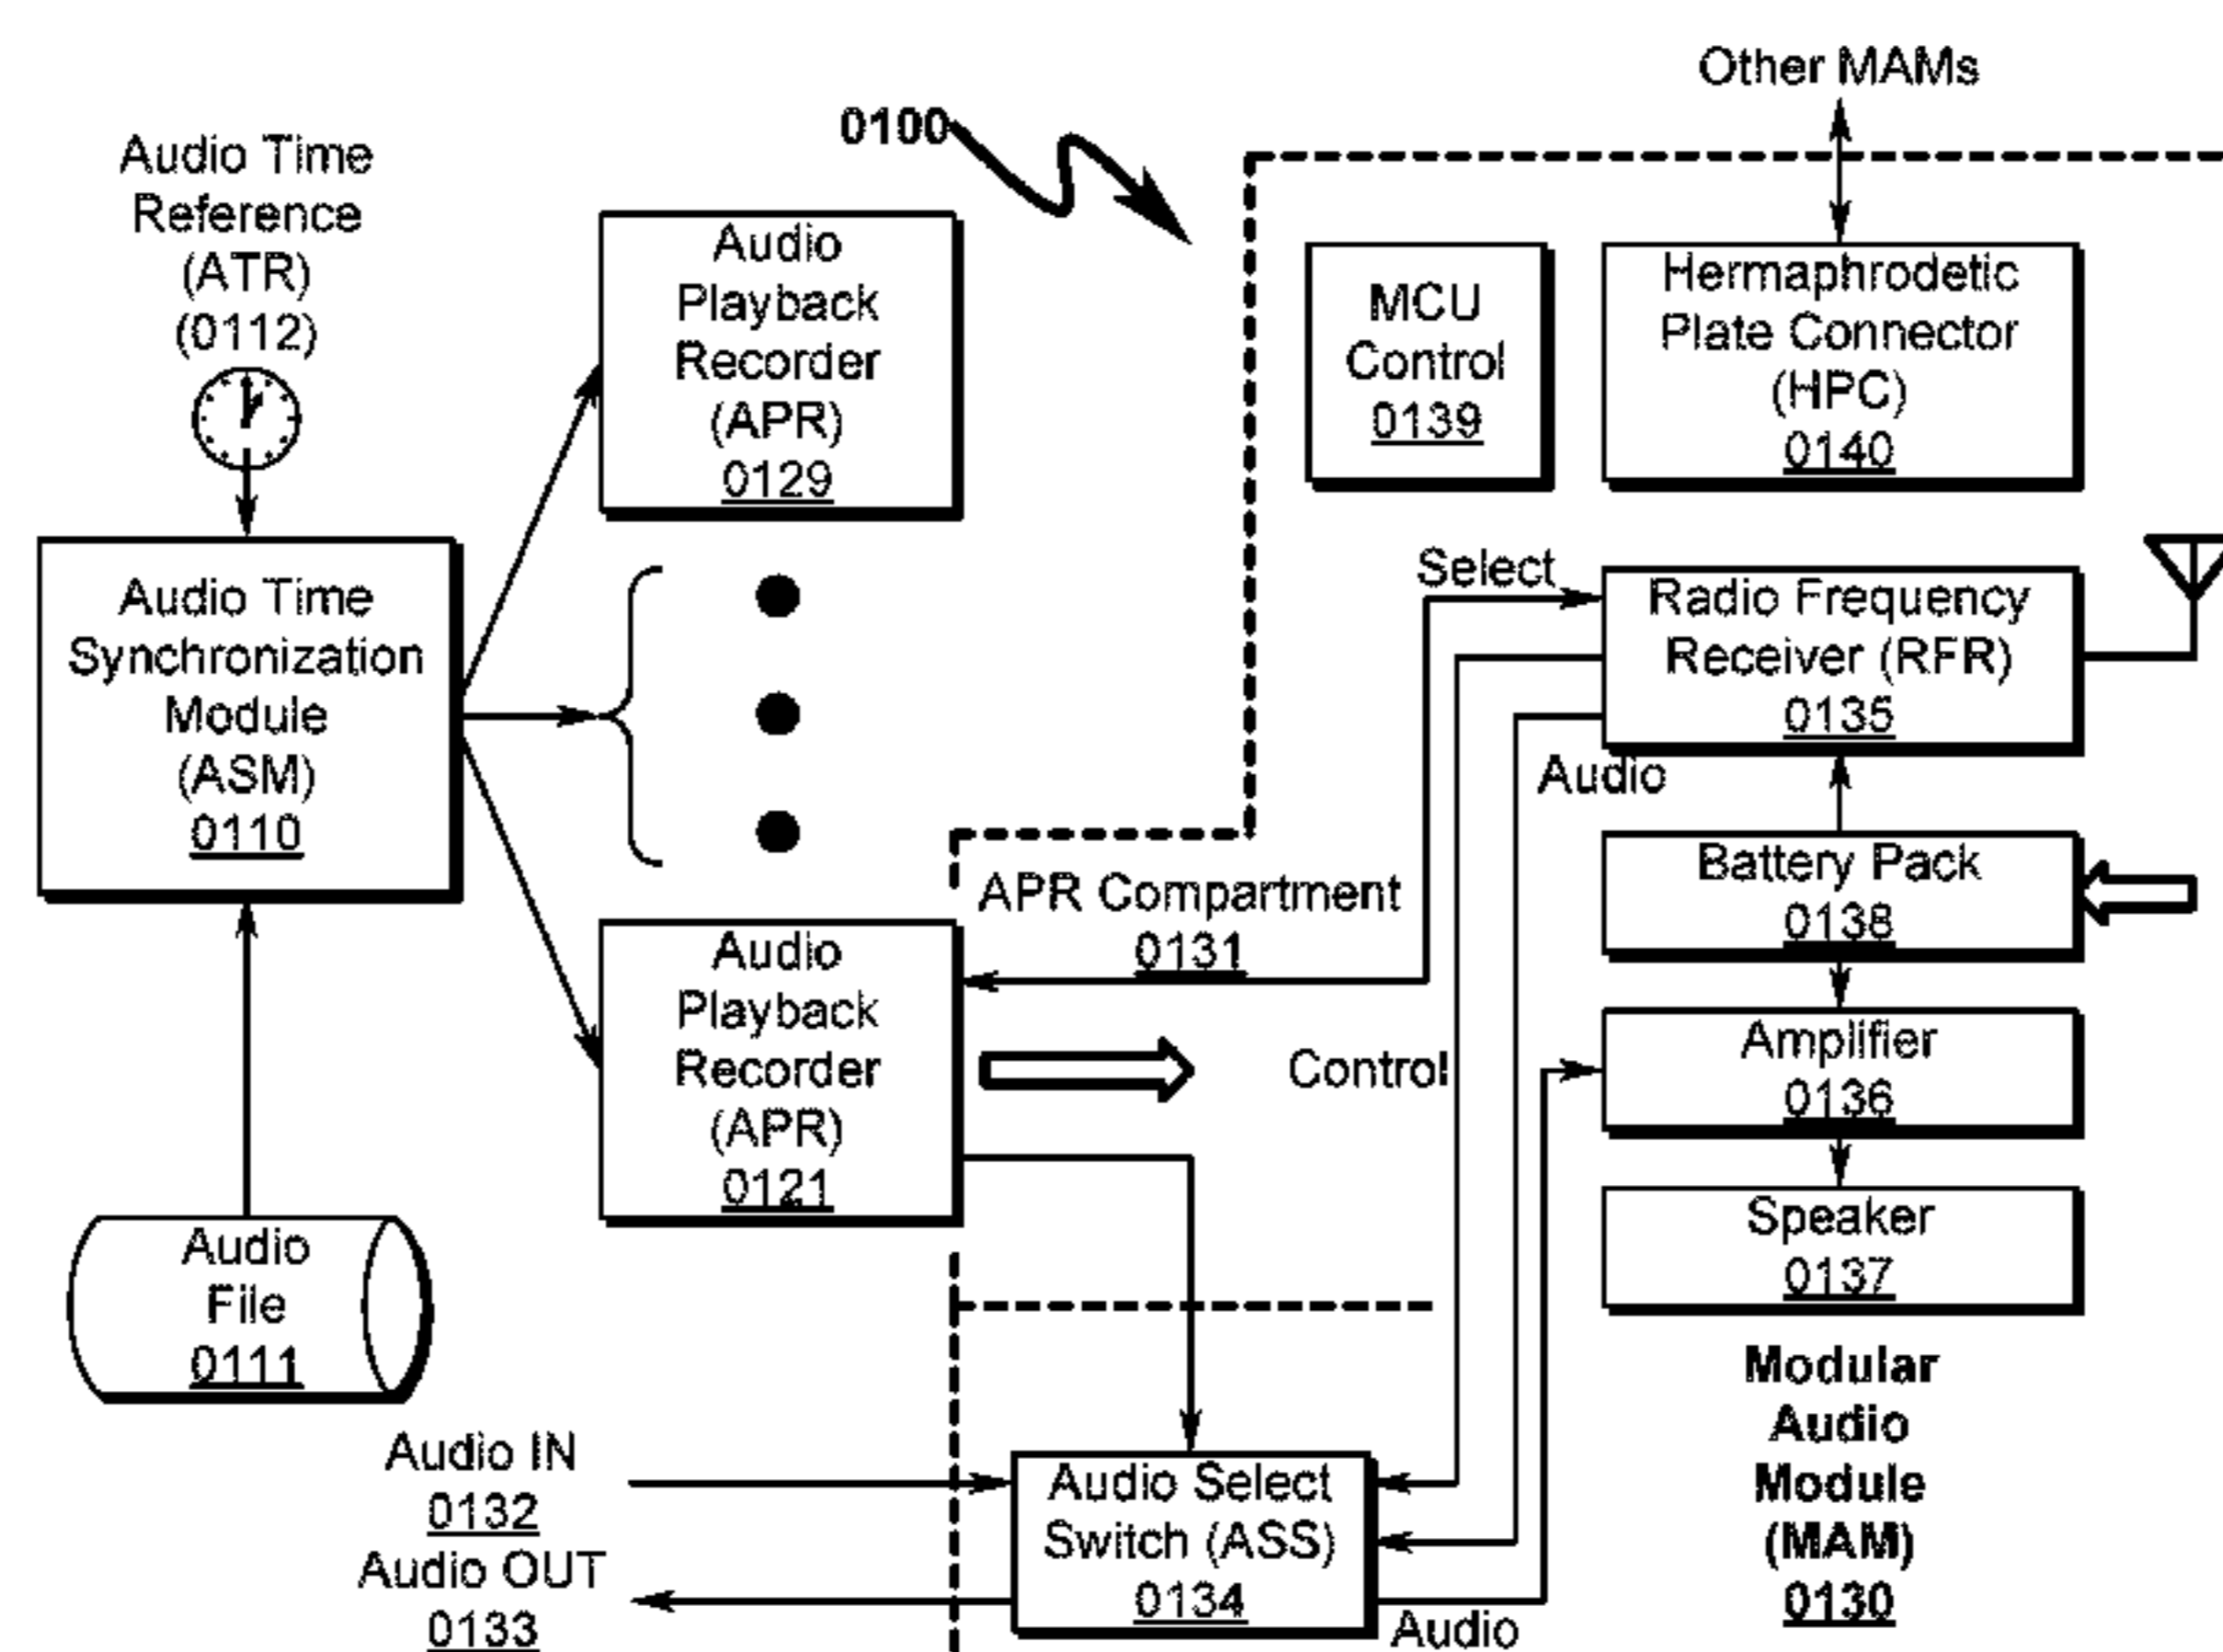 Other MAMs
0100
Audio Time
Reference
(ATR)
(0112)
Audio
Playback
Recorder
(APR)
0129
MCU
Control
0139
Hermaphrodetic
Plate Connector
(HPC)
0140
Audio Time
Synchronization
Module
(ASM)
0110
Select
Radio Frequency
Receiver (RFR)
0135
Audio
Battery Pack
0138
APR Compartment
0131
Audio
Playback
Recorder
(APR)
0121
Control
Amplifier
0136
Speaker
0137
Audio
File
0111
Modular
Audio
Module
(MAM)
0130
Audio IN
0132
Audio OUT
0133
Audio Select
Switch (ASS)
0134
Audio